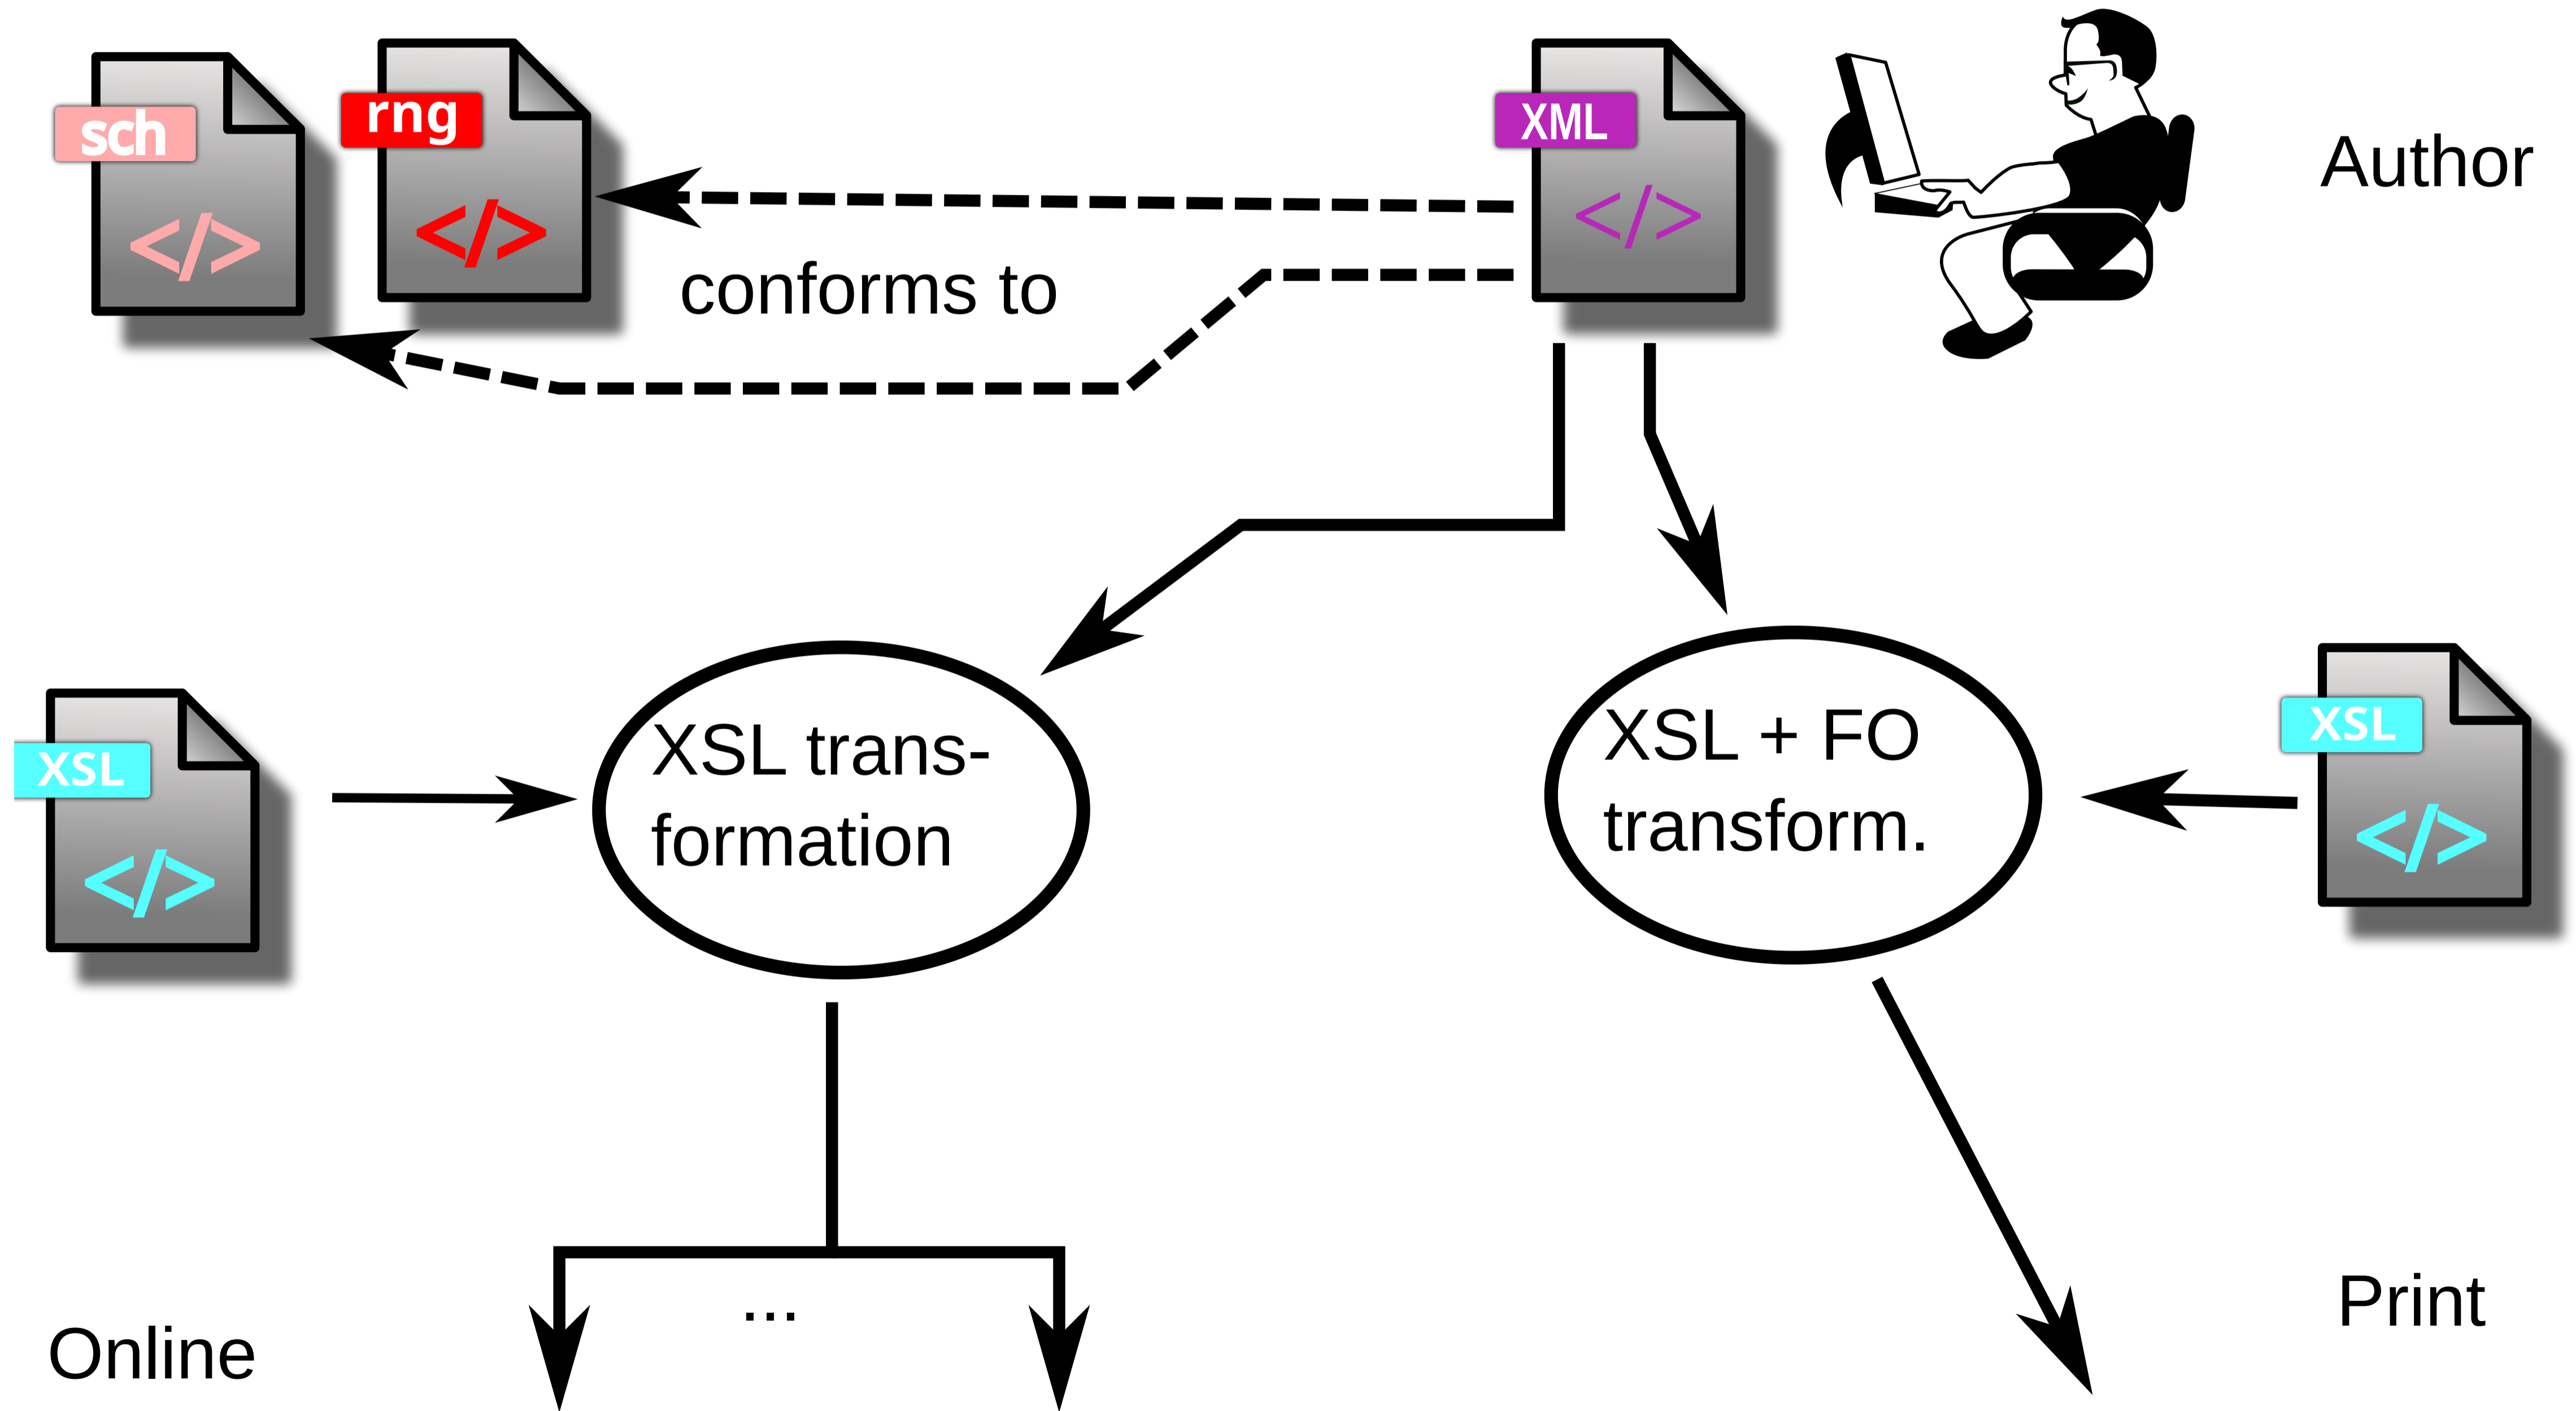 sch
</>
rng
</>
conforms to
XML
</>
Author
XSL
</>
XSL trans-
formation
XSL + FO
transform.
XSL
</>
...
Online
Print